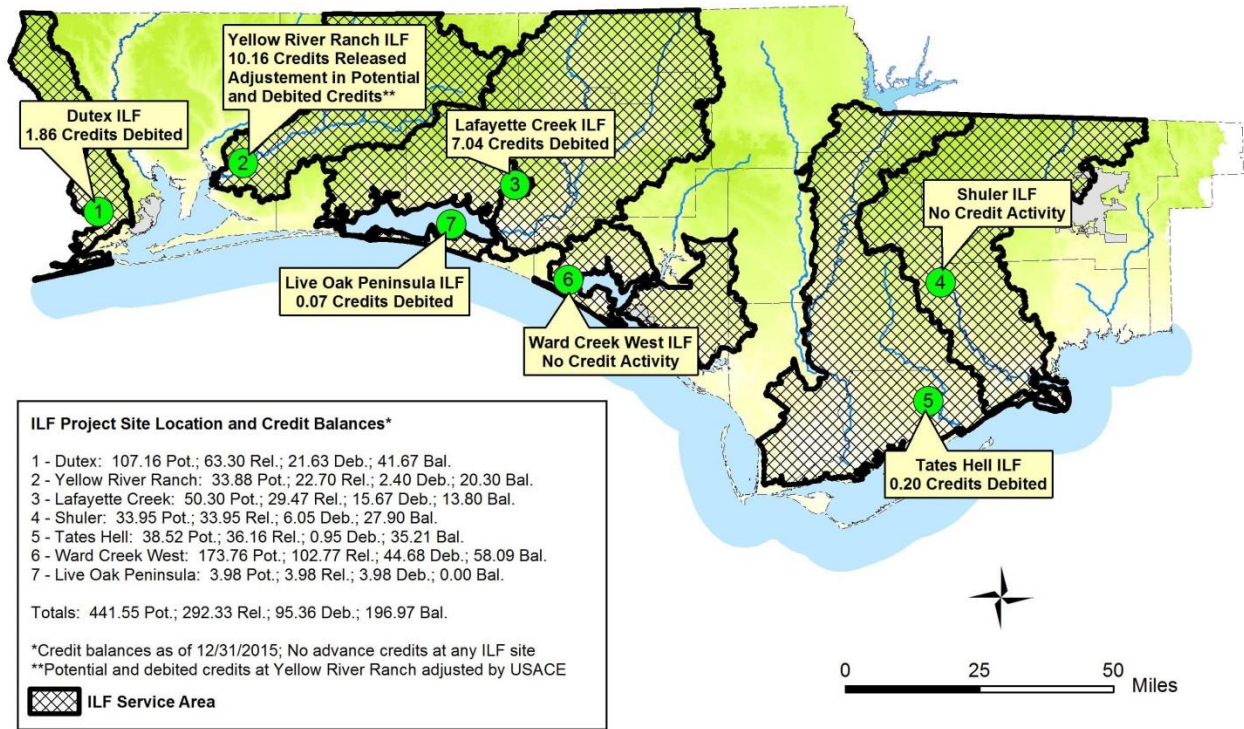 Yellow River Ranch ILF
10.16 Credits Released
Adjustement in Potential
and Debited Credits**
Dutex ILF
1.86 Credits Debited
Lafayette Creek ILF
7.04 Credits Debited
Shuler ILF
No Credit Activity
Live Oak Peninsula ILF
0.07 Credits Debited
Ward Creek West ILF
No Credit Activity
Tates Hell ILF
0.20 Credits Debited
1
2
3
4
5
6
7
ILF Project Site Location and Credit Balances*
1 - Dutex: 107.16 Pot.; 63.30 Rel.; 21.63 Deb.; 41.67 Bal.
2 - Yellow River Ranch: 33.88 Pot.; 22.70 Rel.; 2.40 Deb.; 20.30 Bal.
3 - Lafayette Creek: 50.30 Pot.; 29.47 Rel.; 15.67 Deb.; 13.80 Bal.
4 - Shuler: 33.95 Pot.; 33.95 Rel.; 6.05 Deb.; 27.90 Bal.
5 - Tates Hell: 38.52 Pot.; 36.16 Rel.; 0.95 Deb.; 35.21 Bal.
6 - Ward Creek West: 173.76 Pot.; 102.77 Rel.; 44.68 Deb.; 58.09 Bal.
7 - Live Oak Peninsula: 3.98 Pot.; 3.98 Rel.; 3.98 Deb.; 0.00 Bal.
Totals: 441.55 Pot.; 292.33 Rel.; 95.36 Deb.; 196.97 Bal.
*Credit balances as of 12/31/2015; No advance credits at any ILF site
**Potential and debited credits at Yellow River Ranch adjusted by USACE
ILF Service Area
0 25 50
Miles